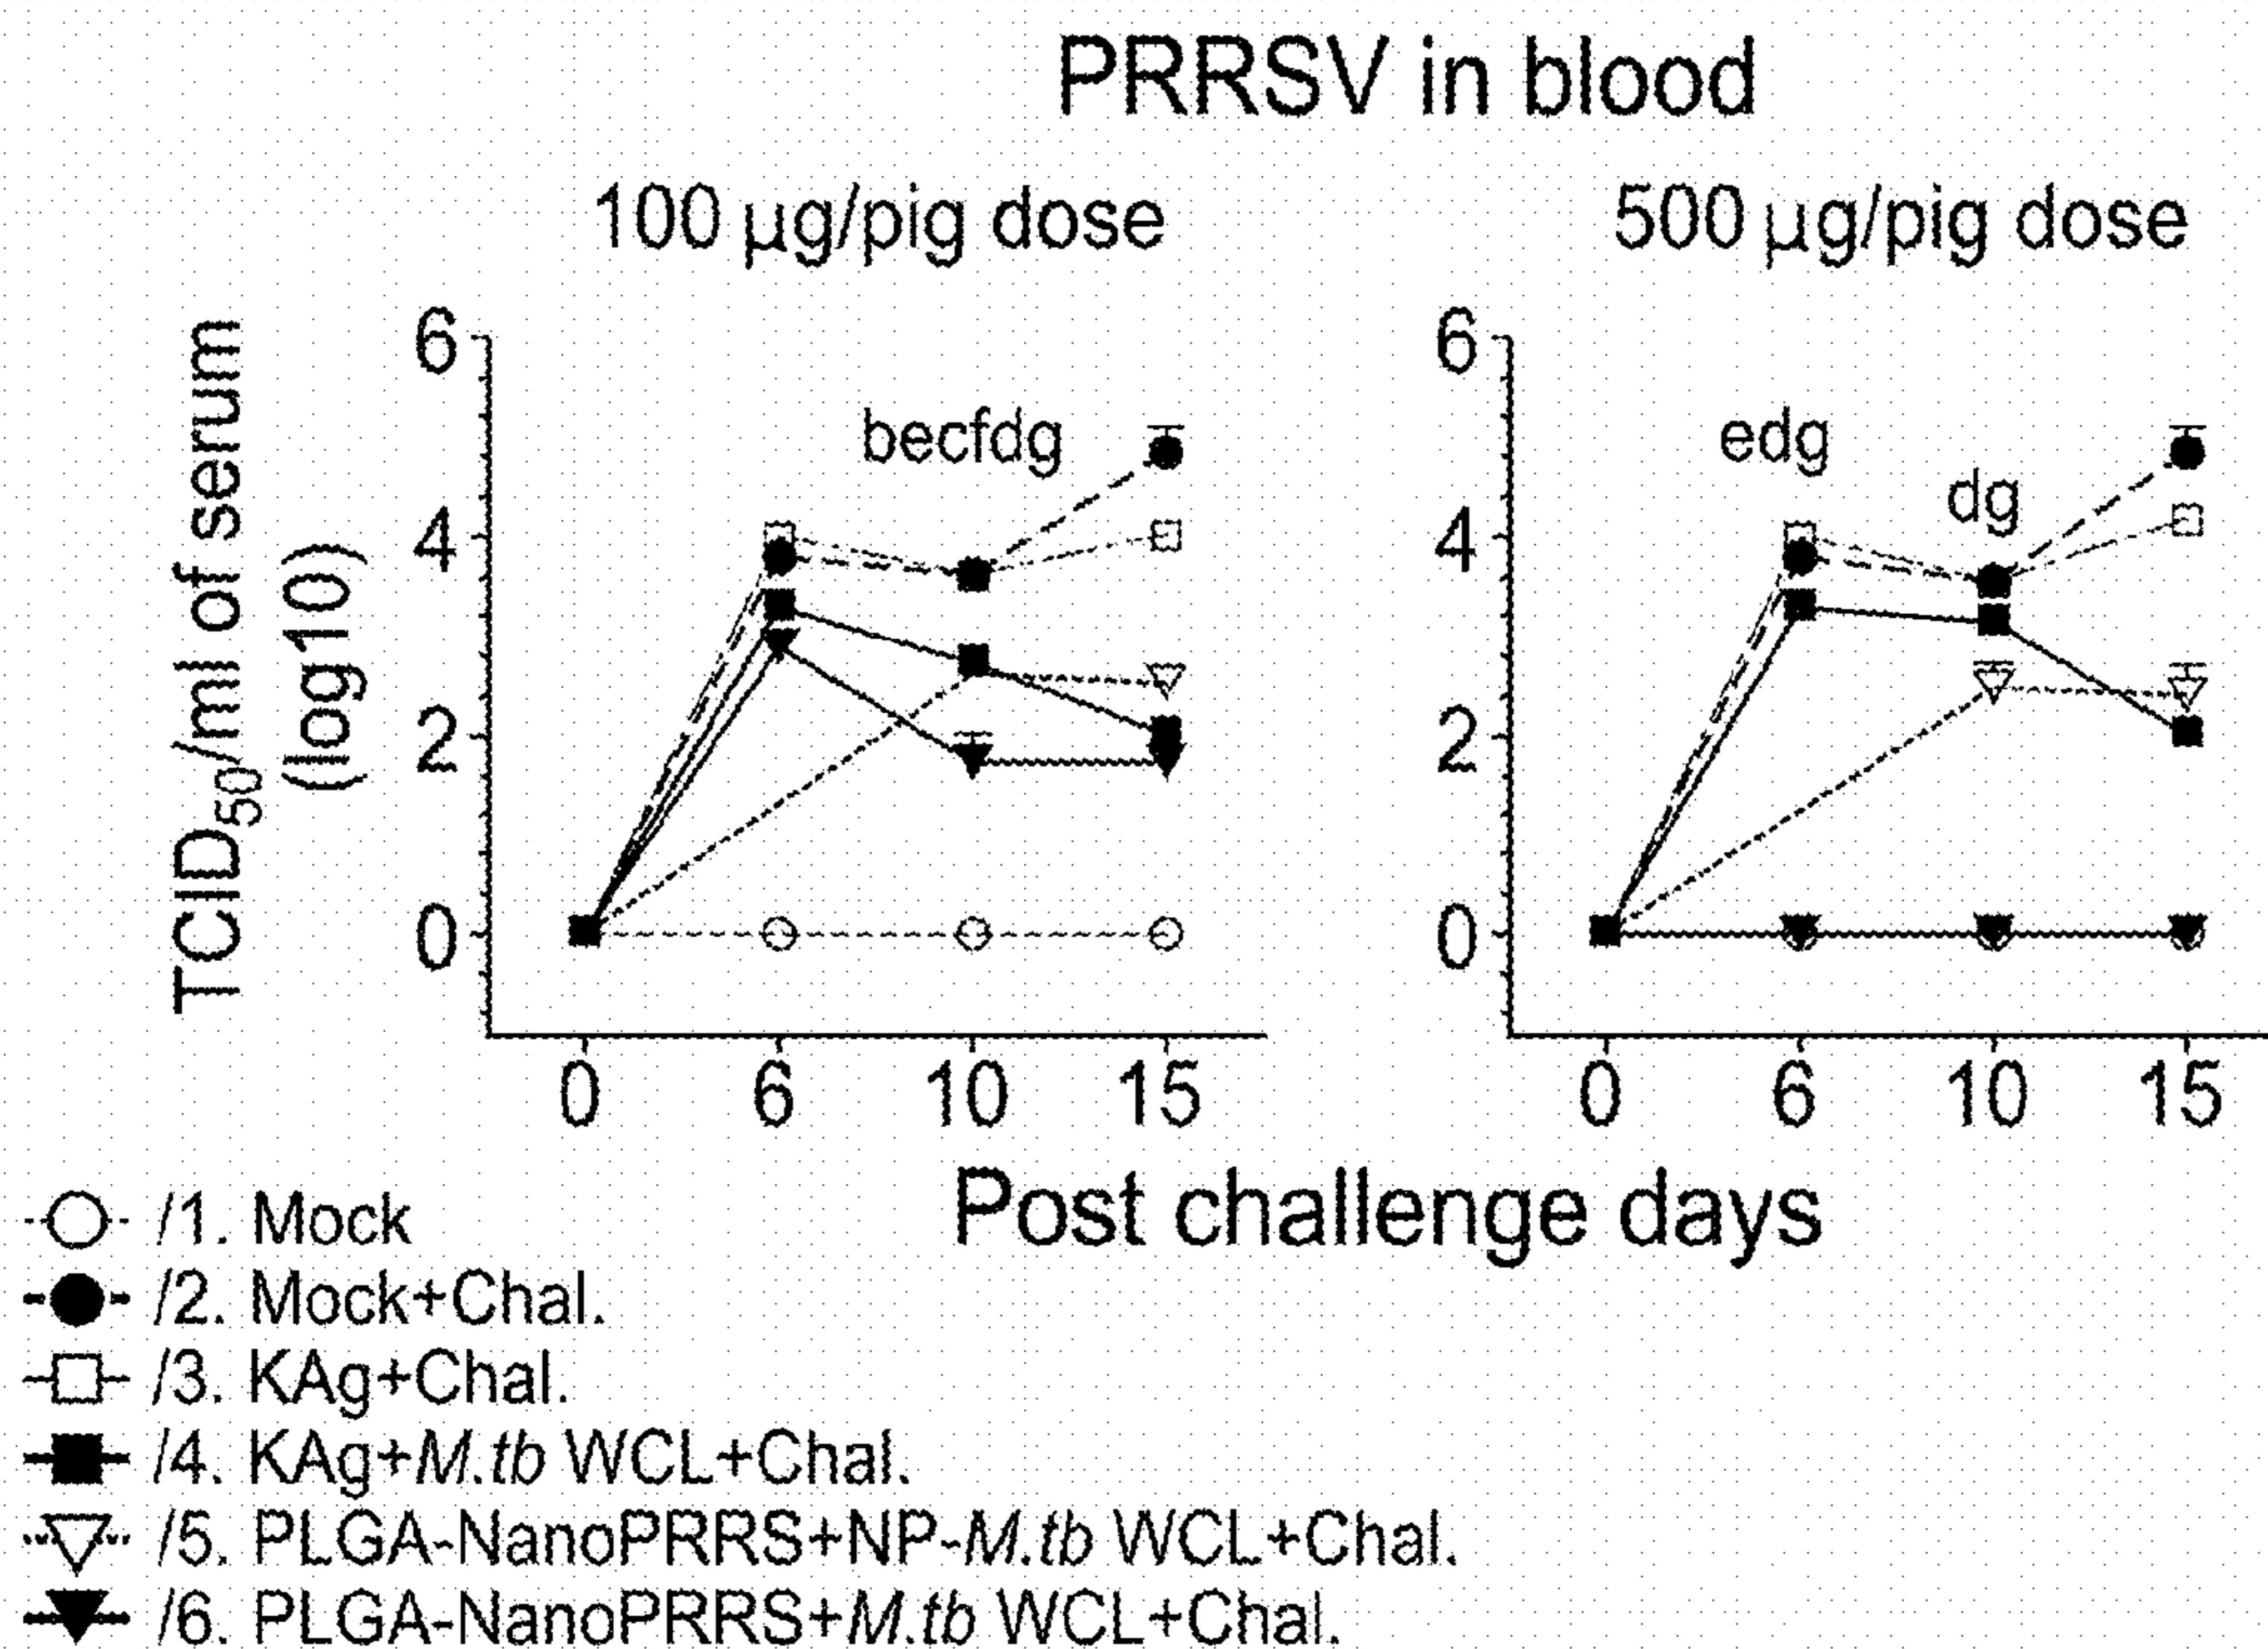 PRRSV in blood
100 µg/pig dose
500 µg/pig dose
TCID50/ml of serum
(log10)
6
4
2
0
becfdg
0 6 10 15
6
4
2
0
edg
dg
0 6 10 15
Post challenge days
/1. Mock
/2. Mock+Chal.
/3. KAg+Chal.
/4. KAg+M.tb WCL+Chal.
/5. PLGA-NanoPRRS+NP-M.tb WCL+Chal.
/6. PLGA-NanoPRRS+M.tb WCL+Chal.